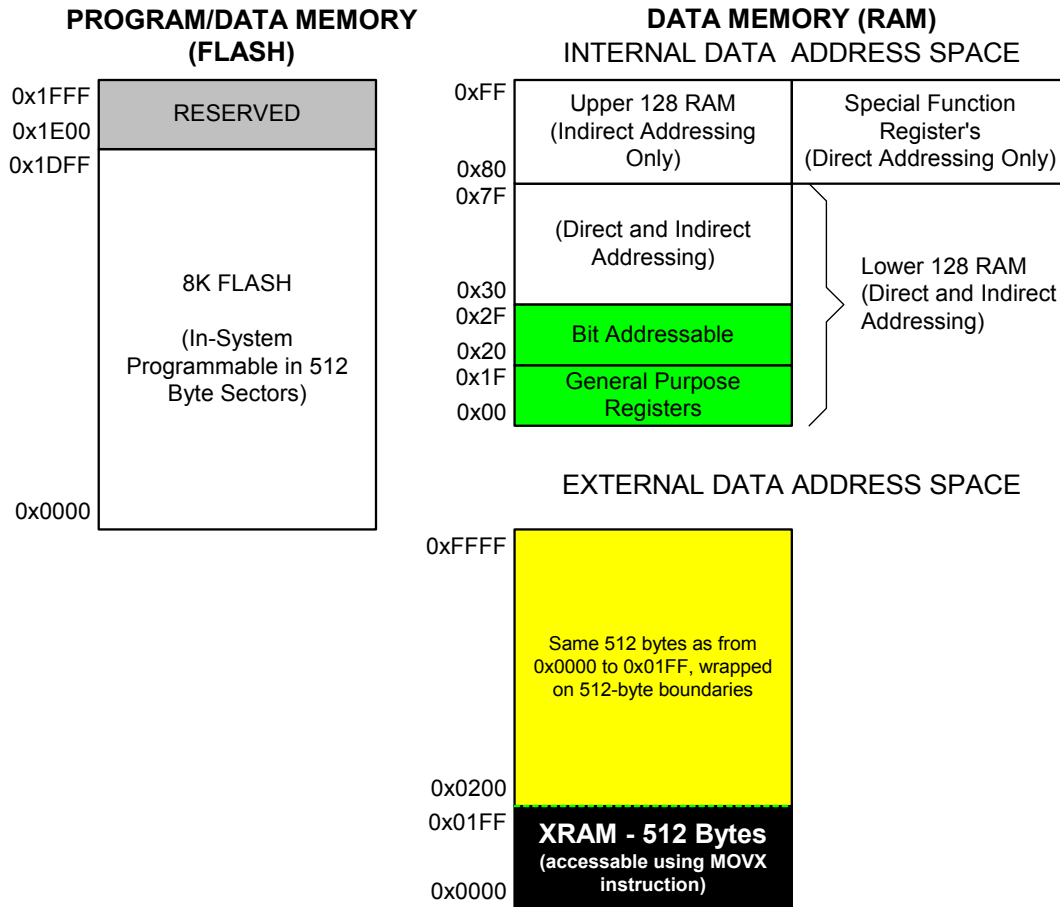 PROGRAM/DATA MEMORY
(FLASH)
0x1FFF
RESERVED
0x1E00
0x1DFF
8K FLASH
(In-System
Programmable in 512
Byte Sectors)
0x0000
DATA MEMORY (RAM)
INTERNAL DATA ADDRESS SPACE
0xFF
Upper 128 RAM
(Indirect Addressing
Only)
0x80
Special Function
Register's
(Direct Addressing Only)
0x7F
(Direct and Indirect
Addressing)
0x30
0x2F
Bit Addressable
0x20
0x1F
General Purpose
Registers
0x00
Lower 128 RAM
(Direct and Indirect
Addressing)
EXTERNAL DATA ADDRESS SPACE
0xFFFF
Same 512 bytes as from
0x0000 to 0x01FF, wrapped
on 512-byte boundaries
0x0200
0x01FF
XRAM - 512 Bytes
(accessable using MOVX
instruction)
0x0000